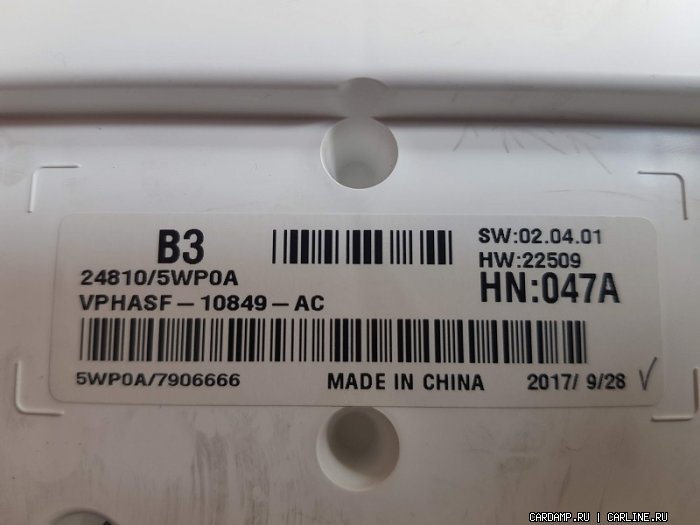 B3
SW:02.04.01
24810/5WP0A
HW:22509
VPHASF-10849-AC
HN:047A
5WP0A/7906666 MADE IN CHINA 2017/ 9/28
CARDAMP.RU | CARLINE.RU